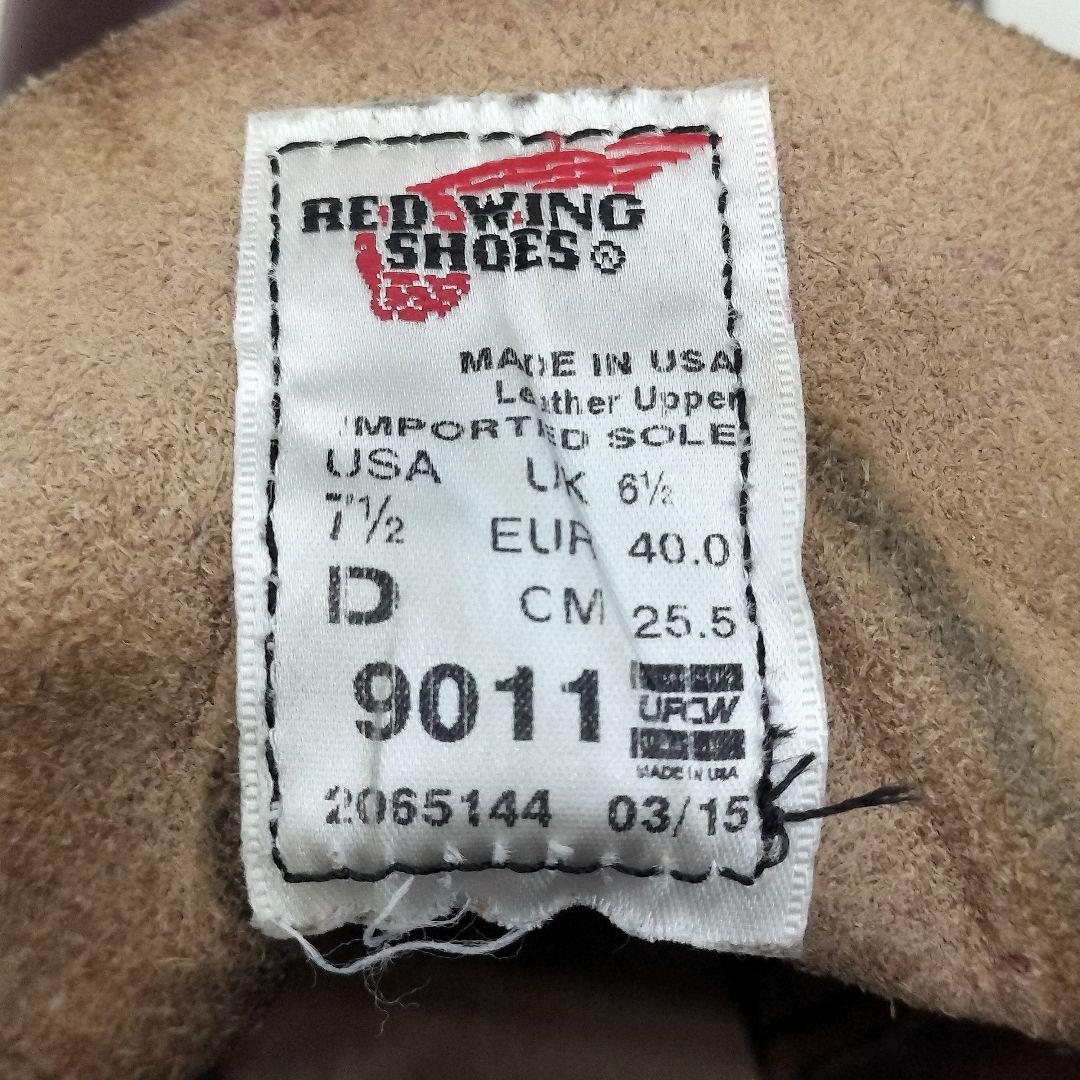 RED WING
SHOES®
MADE IN USA
Leather Upper
IMPORTED SOLE
USA
7½
D
UK 6½
EUR 40.0
CM 25.5
9011
UFCW
MADE IN USA
2065144 03/15